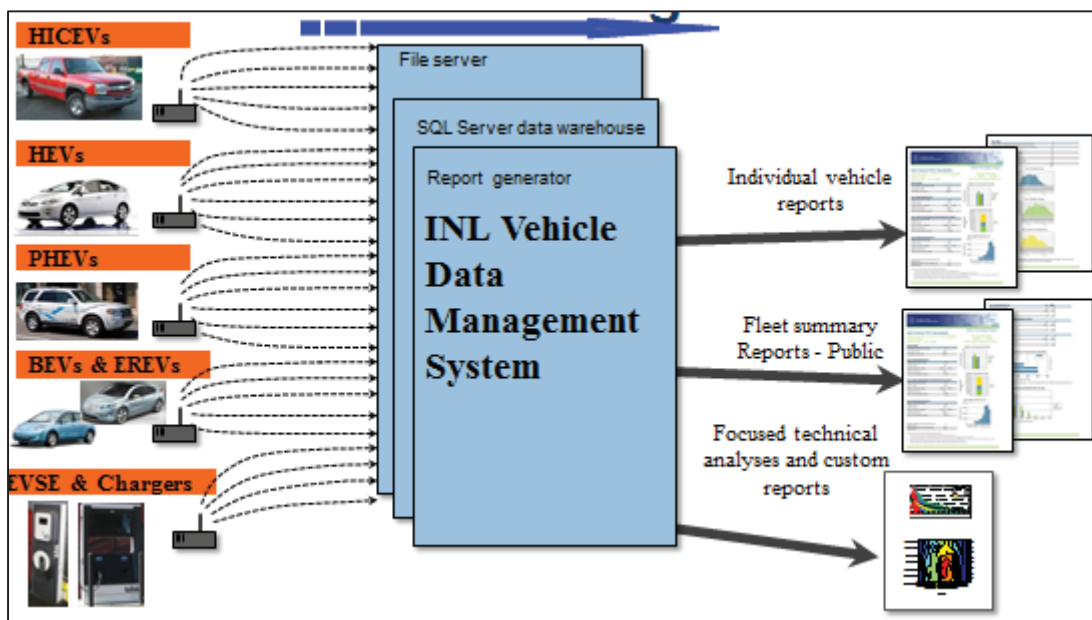 HICEVs
HEVs
PHEVs
BEVs & EREVs
EVSE & Chargers
File server
SQL Server data warehouse
Report generator
INL Vehicle
Data
Management
System
Individual vehicle
reports
Fleet summary
Reports - Public
Focused technical
analyses and custom
reports